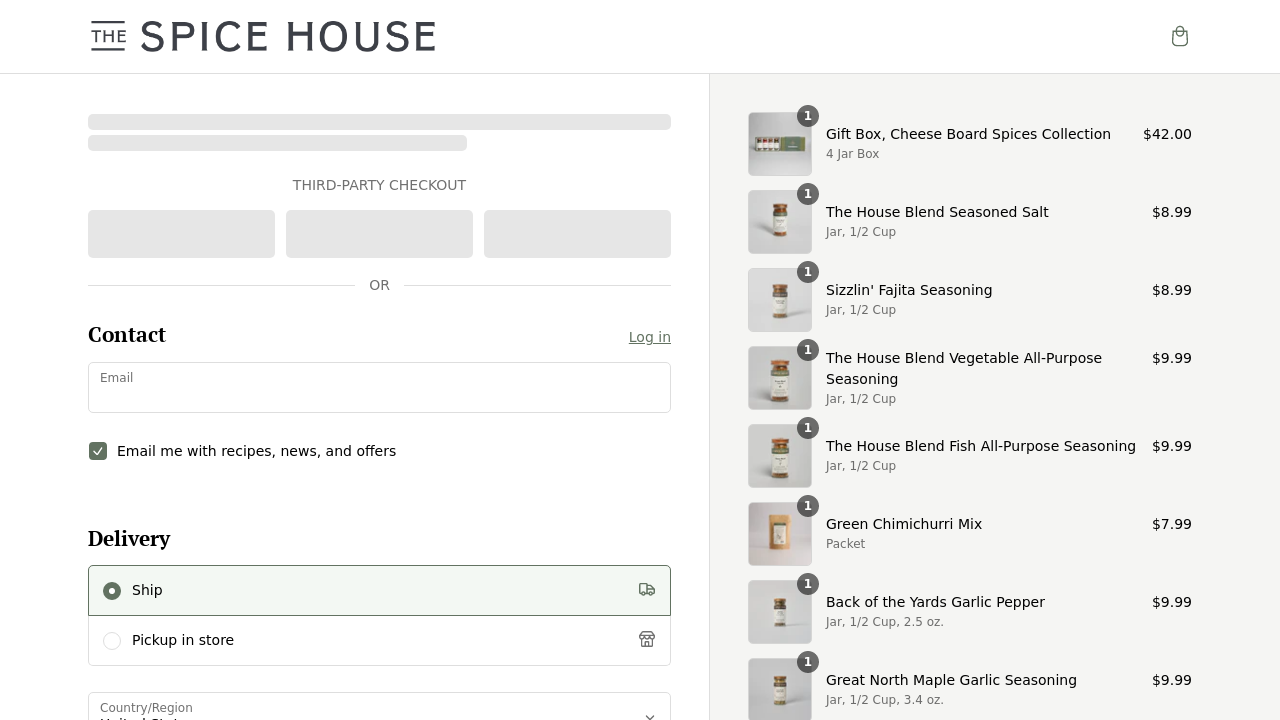 THE SPICE HOUSE
THIRD-PARTY CHECKOUT
OR
Contact
Log in
Email
Email me with recipes, news, and offers
Delivery
Ship
Pickup in store
Country/Region
1
Gift Box, Cheese Board Spices Collection
$42.00
4 Jar Box
1
The House Blend Seasoned Salt
$8.99
Jar, 1/2 Cup
1
Sizzlin' Fajita Seasoning
$8.99
Jar, 1/2 Cup
1
The House Blend Vegetable All-Purpose
Seasoning
$9.99
Jar, 1/2 Cup
1
The House Blend Fish All-Purpose Seasoning
$9.99
Jar, 1/2 Cup
1
Green Chimichurri Mix
$7.99
Packet
1
Back of the Yards Garlic Pepper
$9.99
Jar, 1/2 Cup, 2.5 oz.
1
Great North Maple Garlic Seasoning
$9.99
Jar, 1/2 Cup, 3.4 oz.